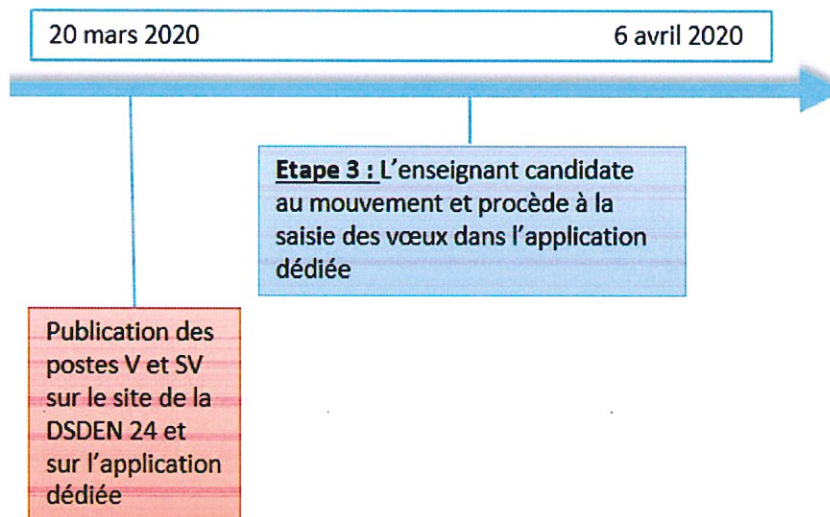 20 mars 2020 6 avril 2020
Etape 3 : L'enseignant candidate
au mouvement et procède à la
saisie des vœux dans l'application
dédiée
Publication des
postes V et SV
sur le site de la
DSDEN 24 et
sur l'application
dédiée